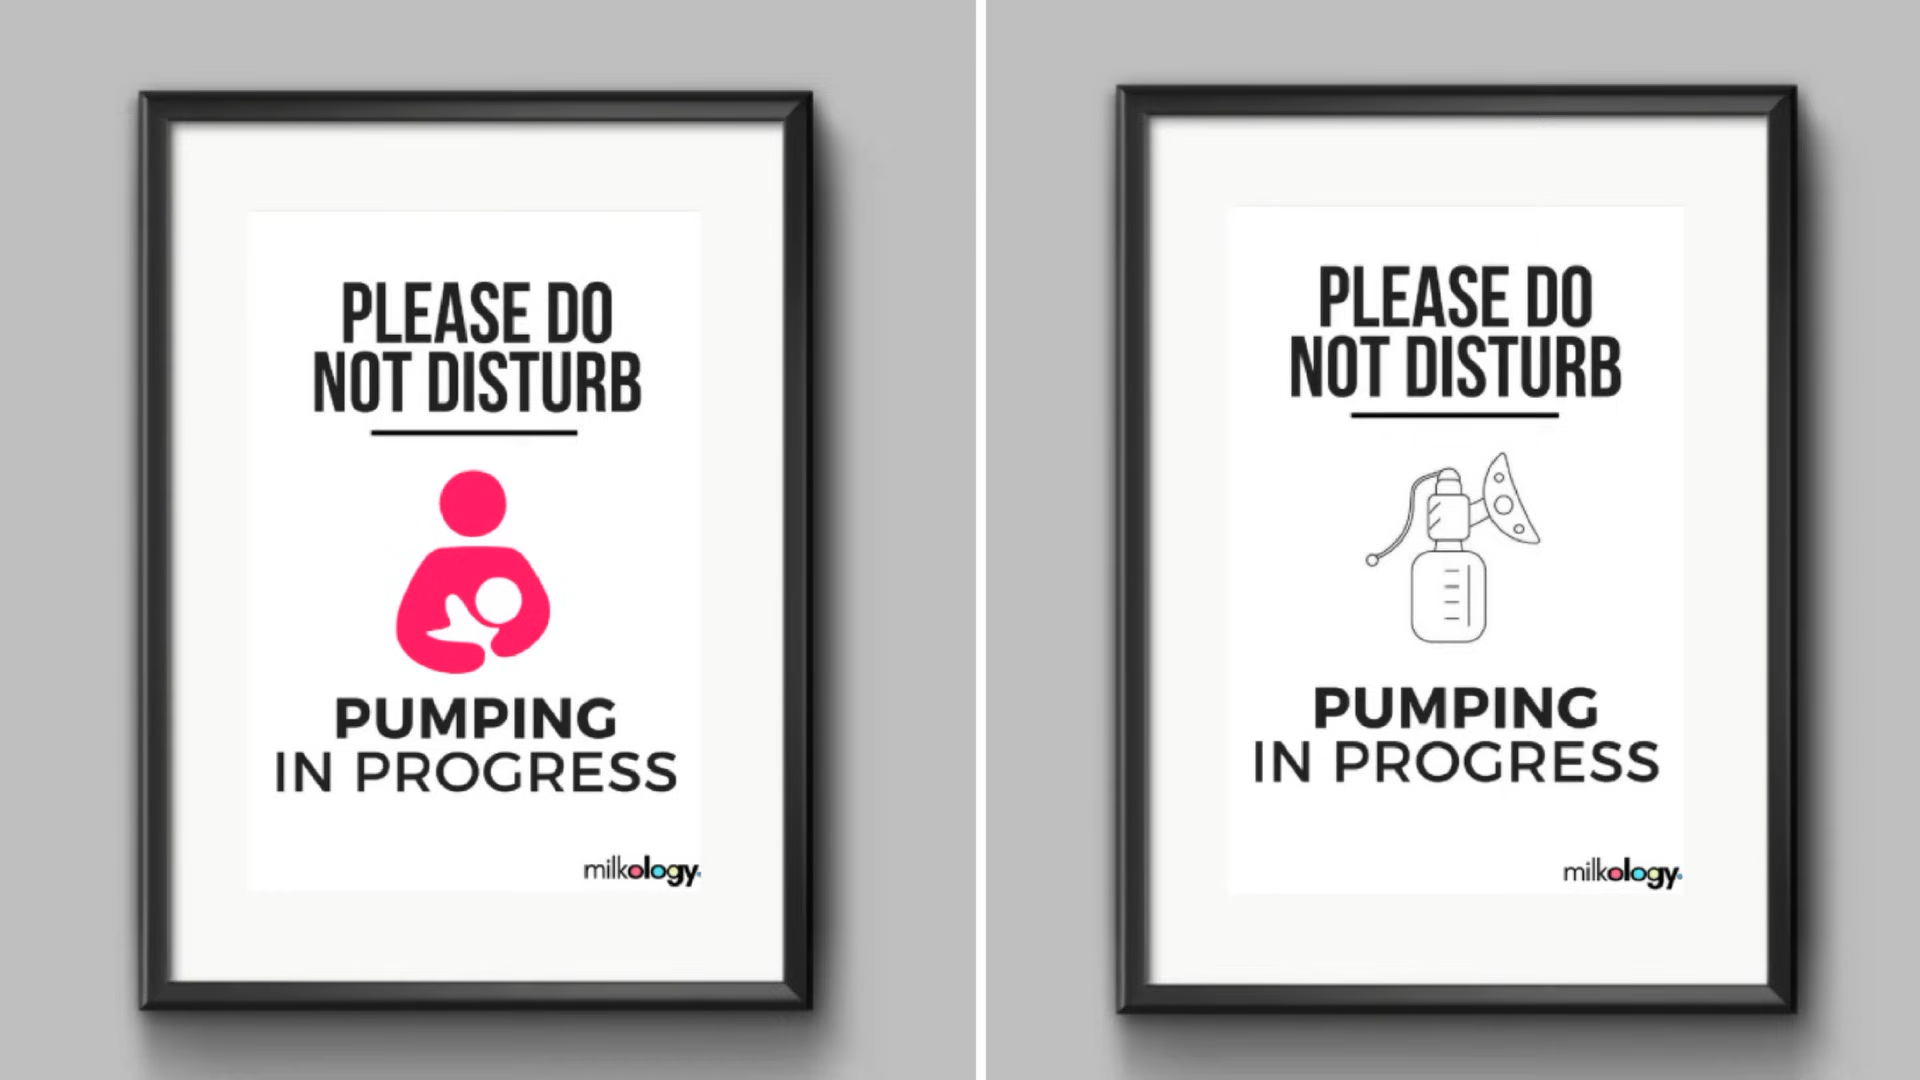 PLEASE DO
NOT DISTURB
PUMPING
IN PROGRESS
milkology
PLEASE DO
NOT DISTURB
PUMPING
IN PROGRESS
milkology